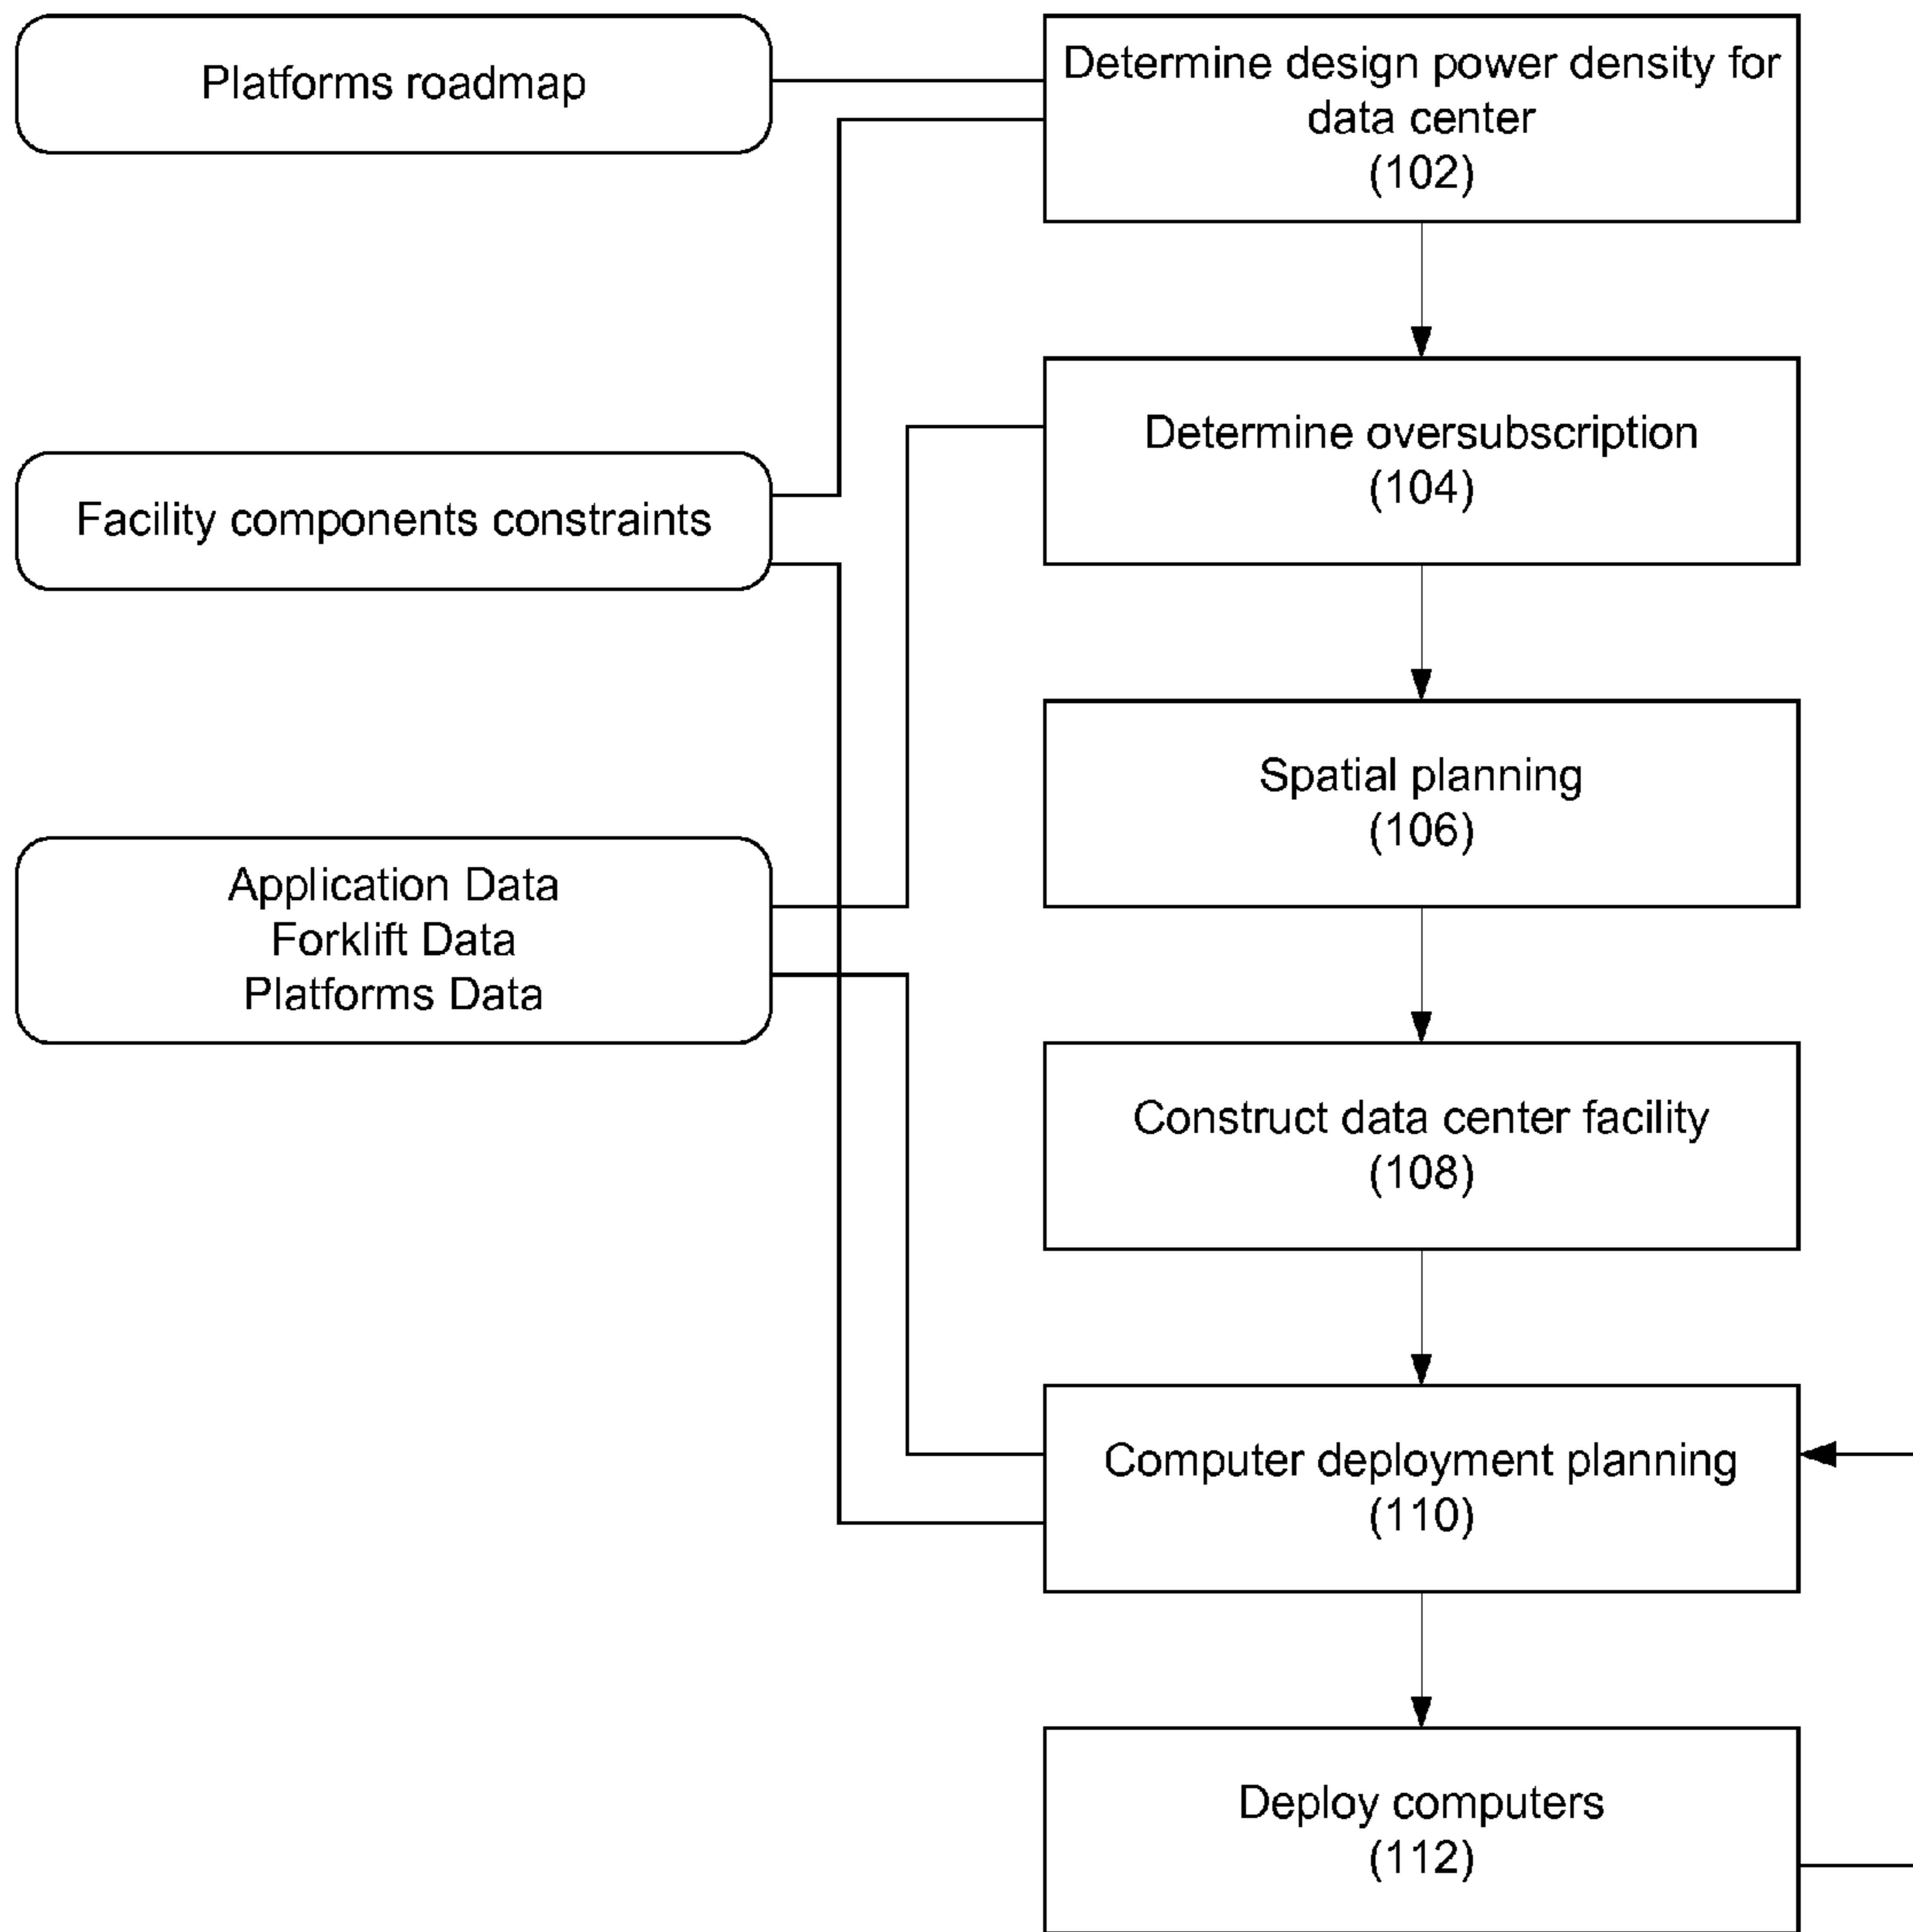 Platforms roadmap
Determine design power density for
data center
(102)
Determine oversubscription
(104)
Facility components constraints
Spatial planning
(106)
Application Data
Forklift Data
Platforms Data
Construct data center facility
(108)
Computer deployment planning
(110)
Deploy computers
(112)